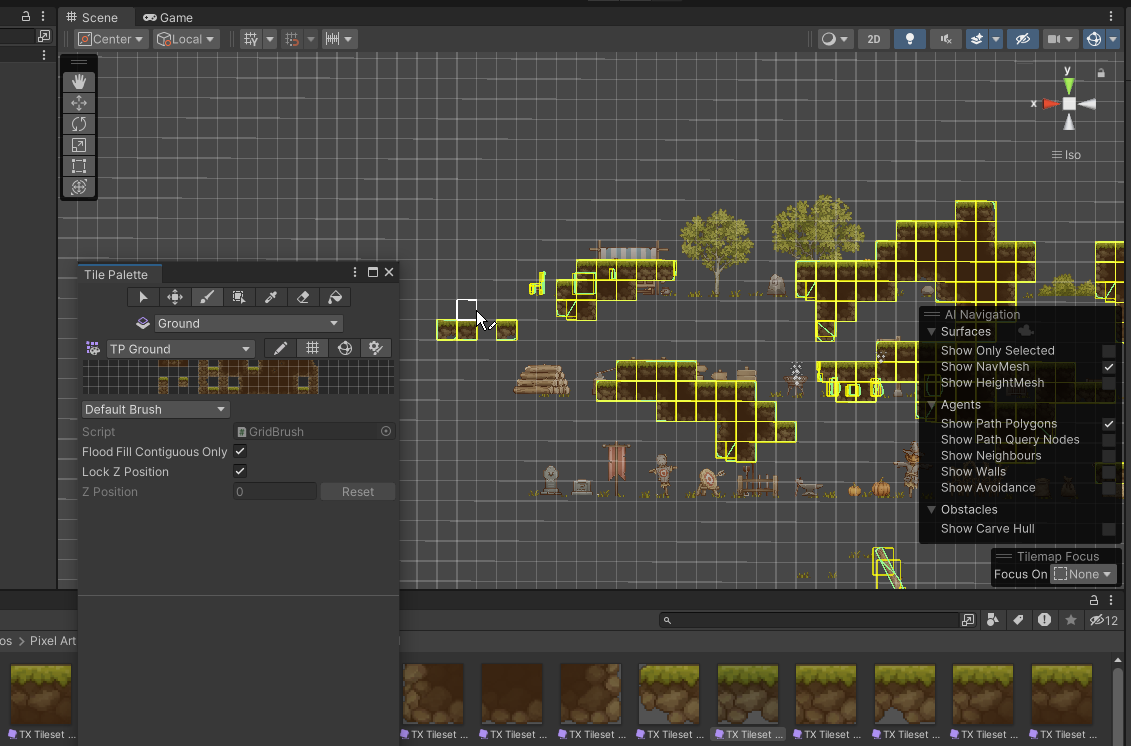 Scene
Game
Center
Local
2D
y
x
Iso
Tile Palette
Ground
TP Ground
Default Brush
Script
GridBrush
Flood Fill Contiguous Only
Lock Z Position
Z Position
0
Reset
AI Navigation
Surfaces
Show Only Selected
Show NavMesh
Show HeightMesh
Agents
Show Path Polygons
Show Path Query Nodes
Show Neighbours
Show Walls
Show Avoidance
Obstacles
Show Carve Hull
Tilemap Focus
Focus On
None
12
os > Pixel Art
TX Tileset ...
TX Tileset ...
TX Tileset ...
TX Tileset ...
TX Tileset ...
TX Tileset ...
TX Tileset ...
TX Tileset ...
TX Tileset ...
TX Tileset ...